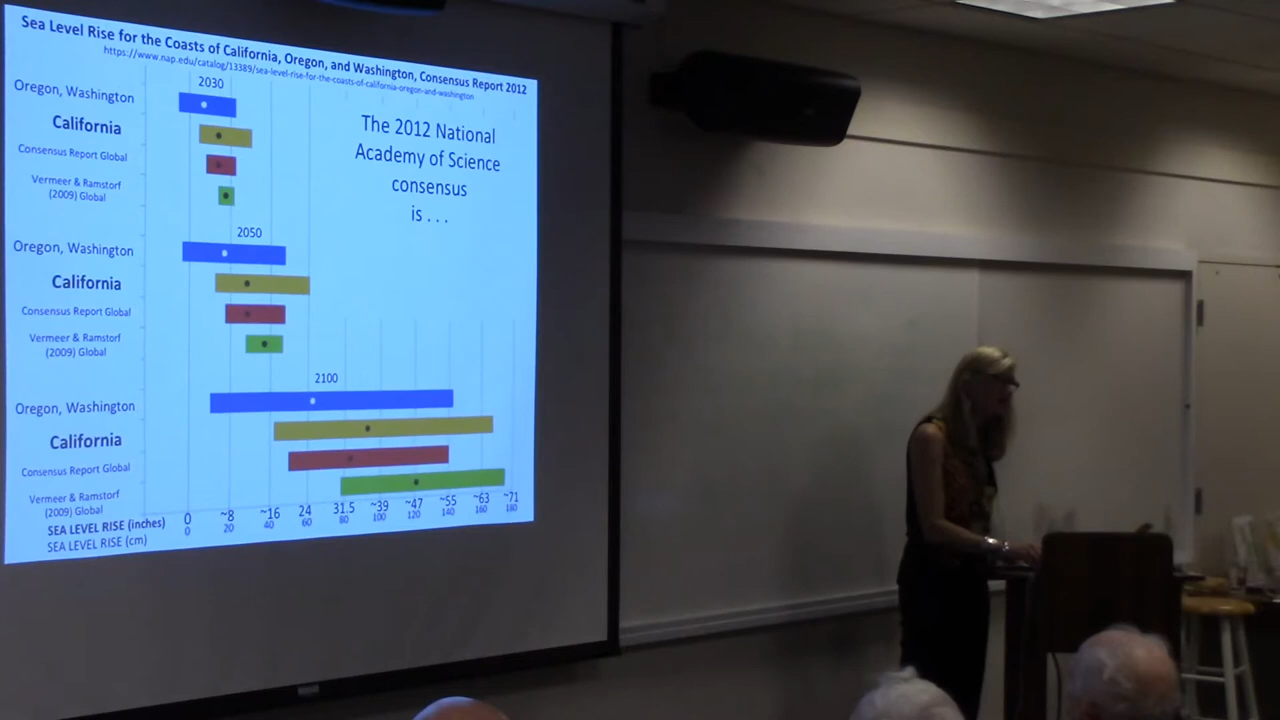 Sea Level Rise for the Coasts of California, Oregon, and Washington, Consensus Report 2012
https://www.nap.edu/catalog/13389/sea-level-rise-for-the-coasts-of-california-oregon-and-washington
The 2012 National
Academy of Science
consensus
is . . .
2030
Oregon, Washington
California
Consensus Report Global
Vermeer & Ramstorf
(2009) Global
2050
Oregon, Washington
California
Consensus Report Global
Vermeer & Ramstorf
(2009) Global
2100
Oregon, Washington
California
Consensus Report Global
Vermeer & Ramstorf
(2009) Global
SEA LEVEL RISE (inches) 0 ~8 ~16 24 31.5 ~39 ~47 ~55 ~63 ~71
SEA LEVEL RISE (cm) 0 20 40 60 80 100 120 140 160 180